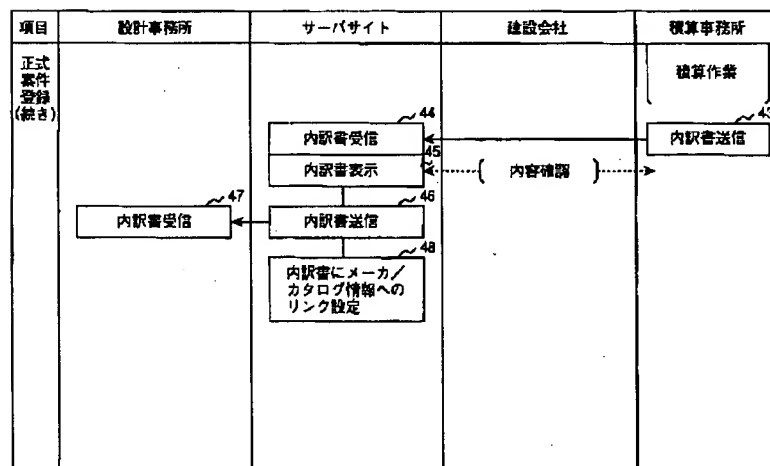 項目 設計事務所 サーバサイト 建設会社 積算事務所
正式
案件
登録
(続き)
積算作業
44
内訳書受信
43
内訳書送信
45
内訳書表示
内容確認
47
内訳書受信
46
内訳書送信
48
内訳書にメーカ／
カタログ情報への
リンク設定